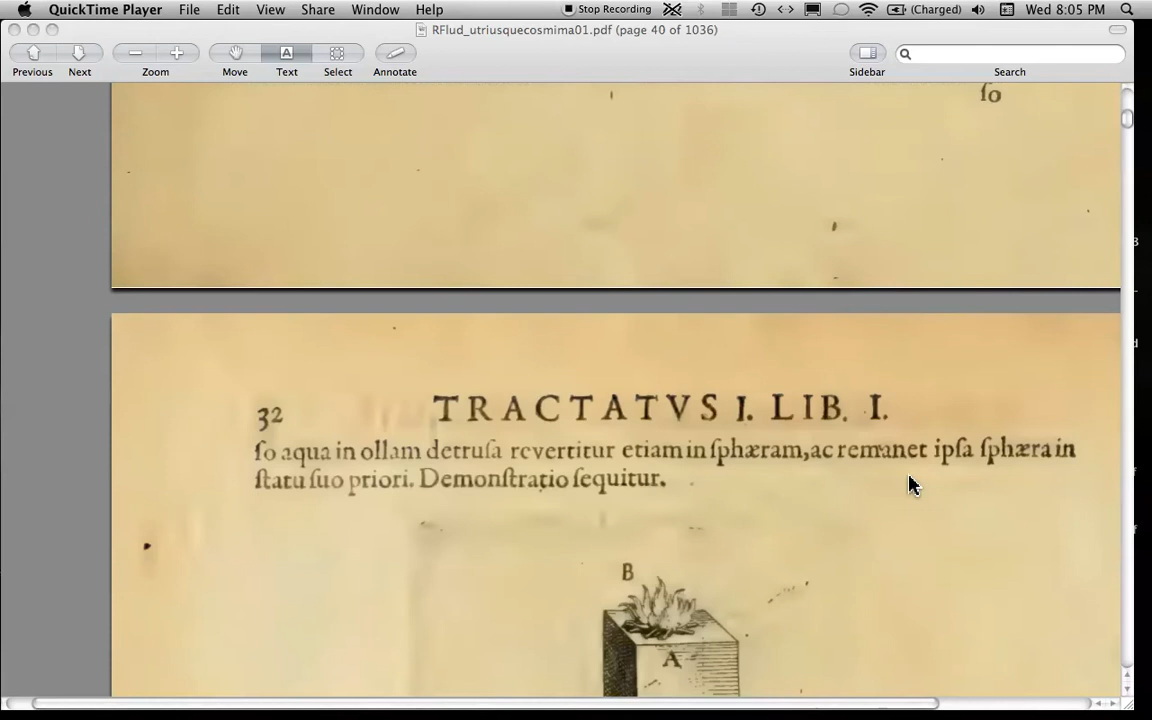 QuickTime Player File Edit View Share Window Help Stop Recording (Charged) Wed 8:05 PM
RFlud_utriusquecosmima01.pdf (page 40 of 1036)
Previous Next Zoom Move Text Select Annotate Sidebar Search
ſo
32 TRACTATVS I. LIB. I.
ſo aqua in ollam detruſa revertitur etiam in ſphæram, ac remanet ipſa ſphæra in
ſtatu ſuo priori. Demonſtratio ſequitur.
B
A